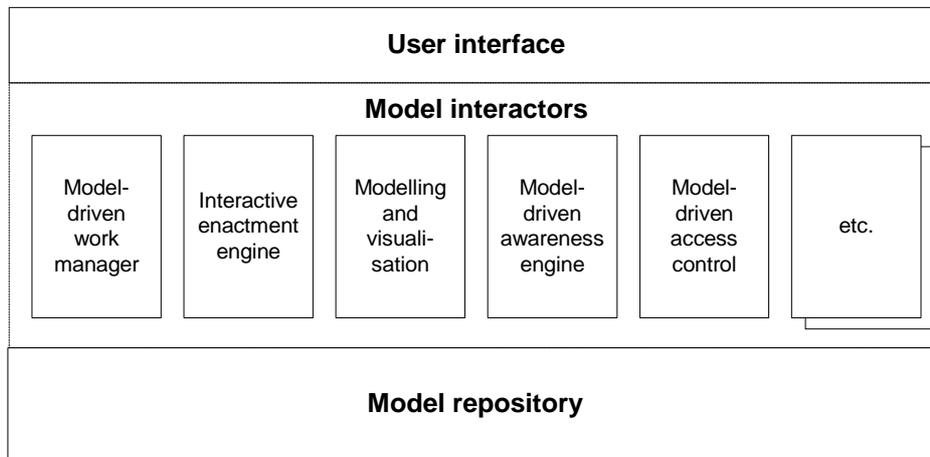 User interface
Model interactors
Model-
driven
work
manager
Interactive
enactment
engine
Modelling
and
visuali-
sation
Model-
driven
awareness
engine
Model-
driven
access
control
etc.
Model repository